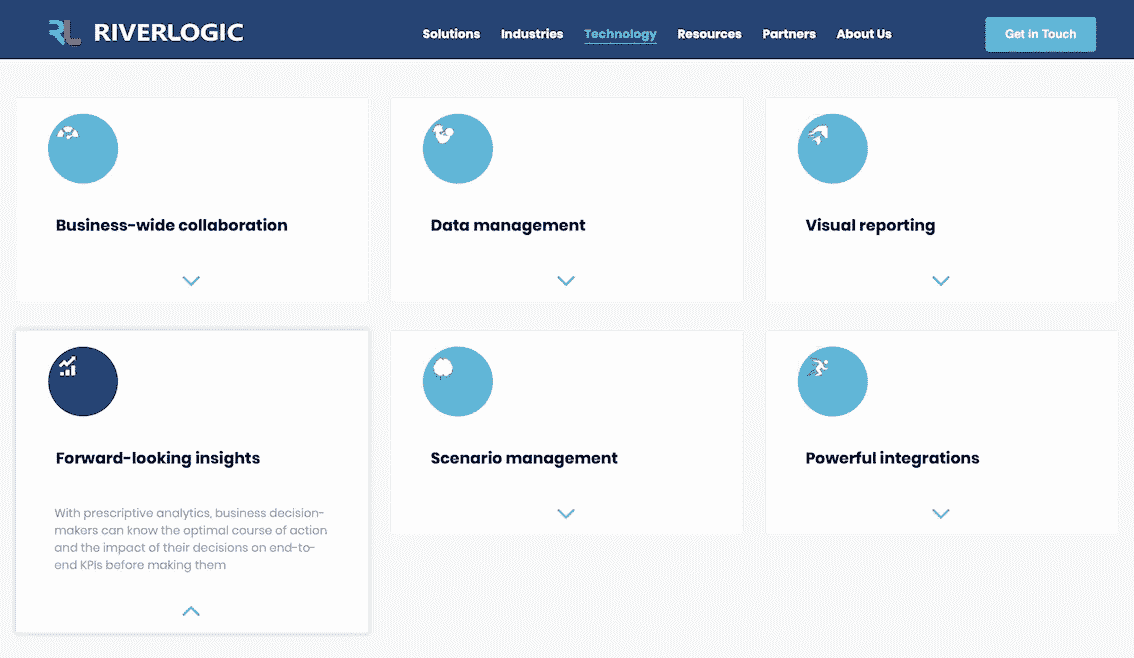 RL RIVERLOGIC
Solutions Industries Technology Resources Partners About Us Get in Touch
Business-wide collaboration
Data management
Visual reporting
Forward-looking insights
Scenario management
Powerful integrations
With prescriptive analytics, business decision-
makers can know the optimal course of action
and the impact of their decisions on end-to-
end KPIs before making them